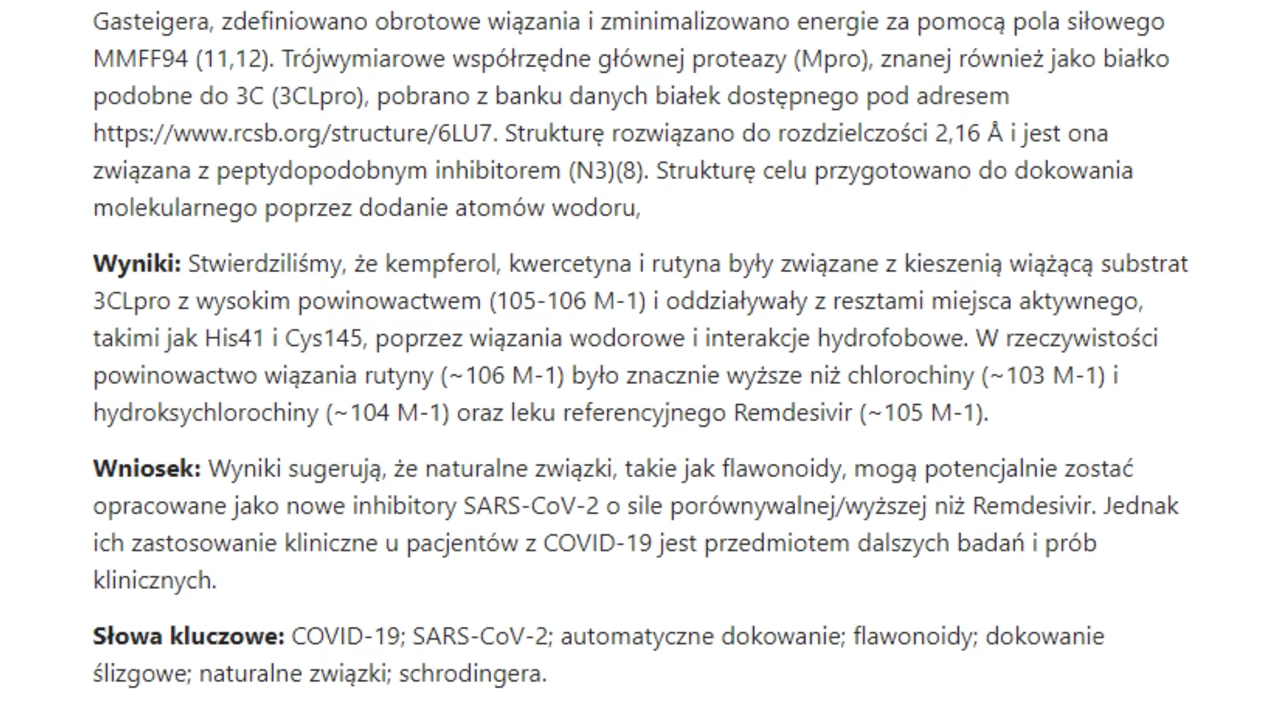 Gasteigera, zdefiniowano obrotowe wiązania i zminimalizowano energie za pomocą pola siłowego
MMFF94 (11,12). Trójwymiarowe współrzędne głównej proteazy (Mpro), znanej również jako białko
podobne do 3C (3CLpro), pobrano z banku danych białek dostępnego pod adresem
https://www.rcsb.org/structure/6LU7. Strukturę rozwiązano do rozdzielczości 2,16 Å i jest ona
związana z peptydopodobnym inhibitorem (N3)(8). Strukturę celu przygotowano do dokowania
molekularnego poprzez dodanie atomów wodoru,
Wyniki: Stwierdziliśmy, że kempferol, kwercetyna i rutyna były związane z kieszenią wiążącą substrat
3CLpro z wysokim powinowactwem (105-106 M-1) i oddziaływały z resztami miejsca aktywnego,
takimi jak His41 i Cys145, poprzez wiązania wodorowe i interakcje hydrofobowe. W rzeczywistości
powinowactwo wiązania rutyny (~106 M-1) było znacznie wyższe niż chlorochiny (~103 M-1) i
hydroksychlorochiny (~104 M-1) oraz leku referencyjnego Remdesivir (~105 M-1).
Wniosek: Wyniki sugerują, że naturalne związki, takie jak flawonoidy, mogą potencjalnie zostać
opracowane jako nowe inhibitory SARS-CoV-2 o sile porównywalnej/wyższej niż Remdesivir. Jednak
ich zastosowanie kliniczne u pacjentów z COVID-19 jest przedmiotem dalszych badań i prób
klinicznych.
Słowa kluczowe: COVID-19; SARS-CoV-2; automatyczne dokowanie; flawonoidy; dokowanie
ślizgowe; naturalne związki; schrodingera.